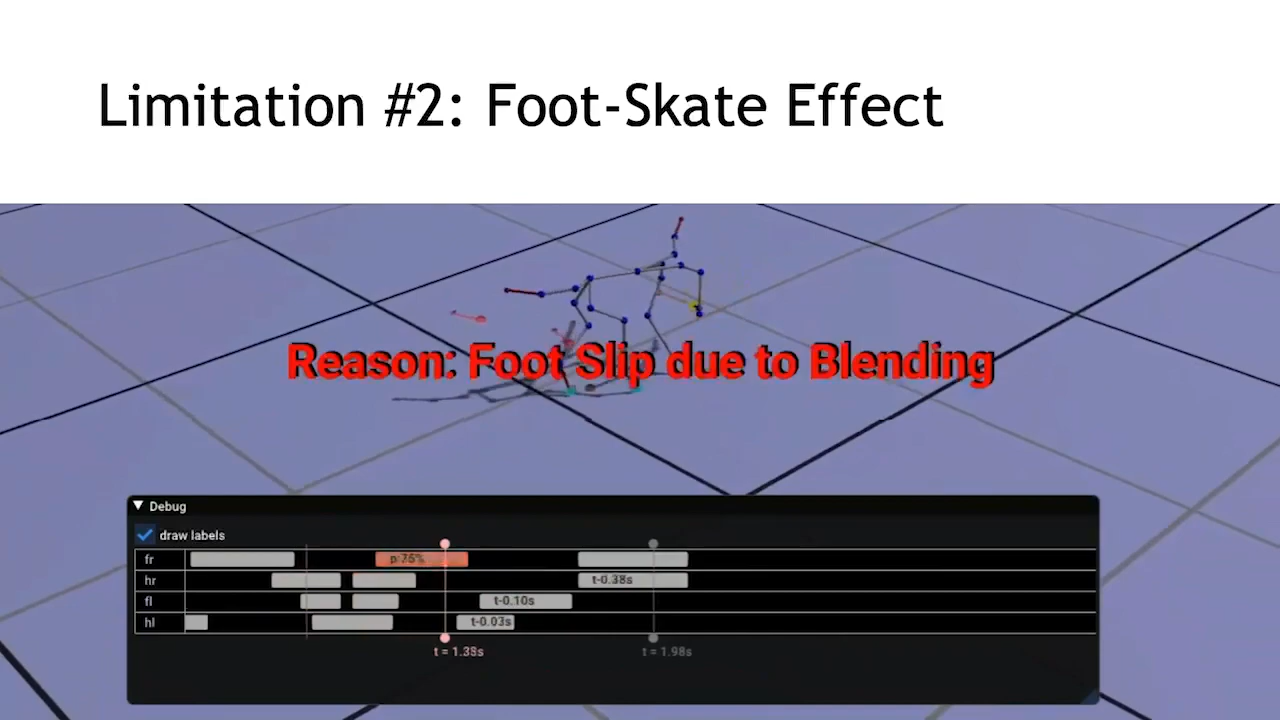 Limitation #2: Foot-Skate Effect
Reason: Foot Slip due to Blending
Debug
draw labels
fr p:75%
hr t-0.38s
fl t-0.10s
hl t-0.03s
t = 1.38s t = 1.98s